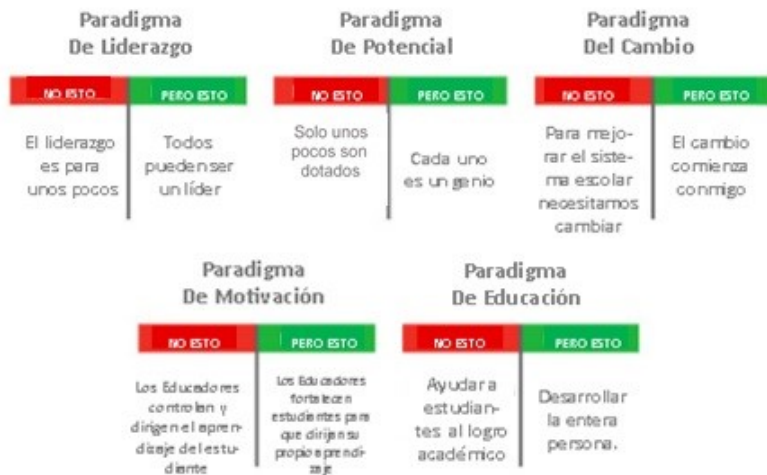 Paradigma
De Liderazgo
NO ESTO
PERO ESTO
El liderazgo
es para
unos pocos
Todos
pueden ser
un líder
Paradigma
De Potencial
NO ESTO
PERO ESTO
Solo unos
pocos son
dotados
Cada uno
es un genio
Paradigma
Del Cambio
NO ESTO
PERO ESTO
Para mejo-
rar el siste-
ma escolar
necesitamos
cambiar
El cambio
comienza
conmigo
Paradigma
De Motivación
NO ESTO
PERO ESTO
Los Educadores
controlan y
dirigen el apren-
dizaje del estu-
diante
Los Educadores
fortalecen
estudiantes para
que dirijan su
propio aprendi-
zaje
Paradigma
De Educación
NO ESTO
PERO ESTO
Ayudar a
estudian-
tes al logro
académico
Desarrollar
la entera
persona.